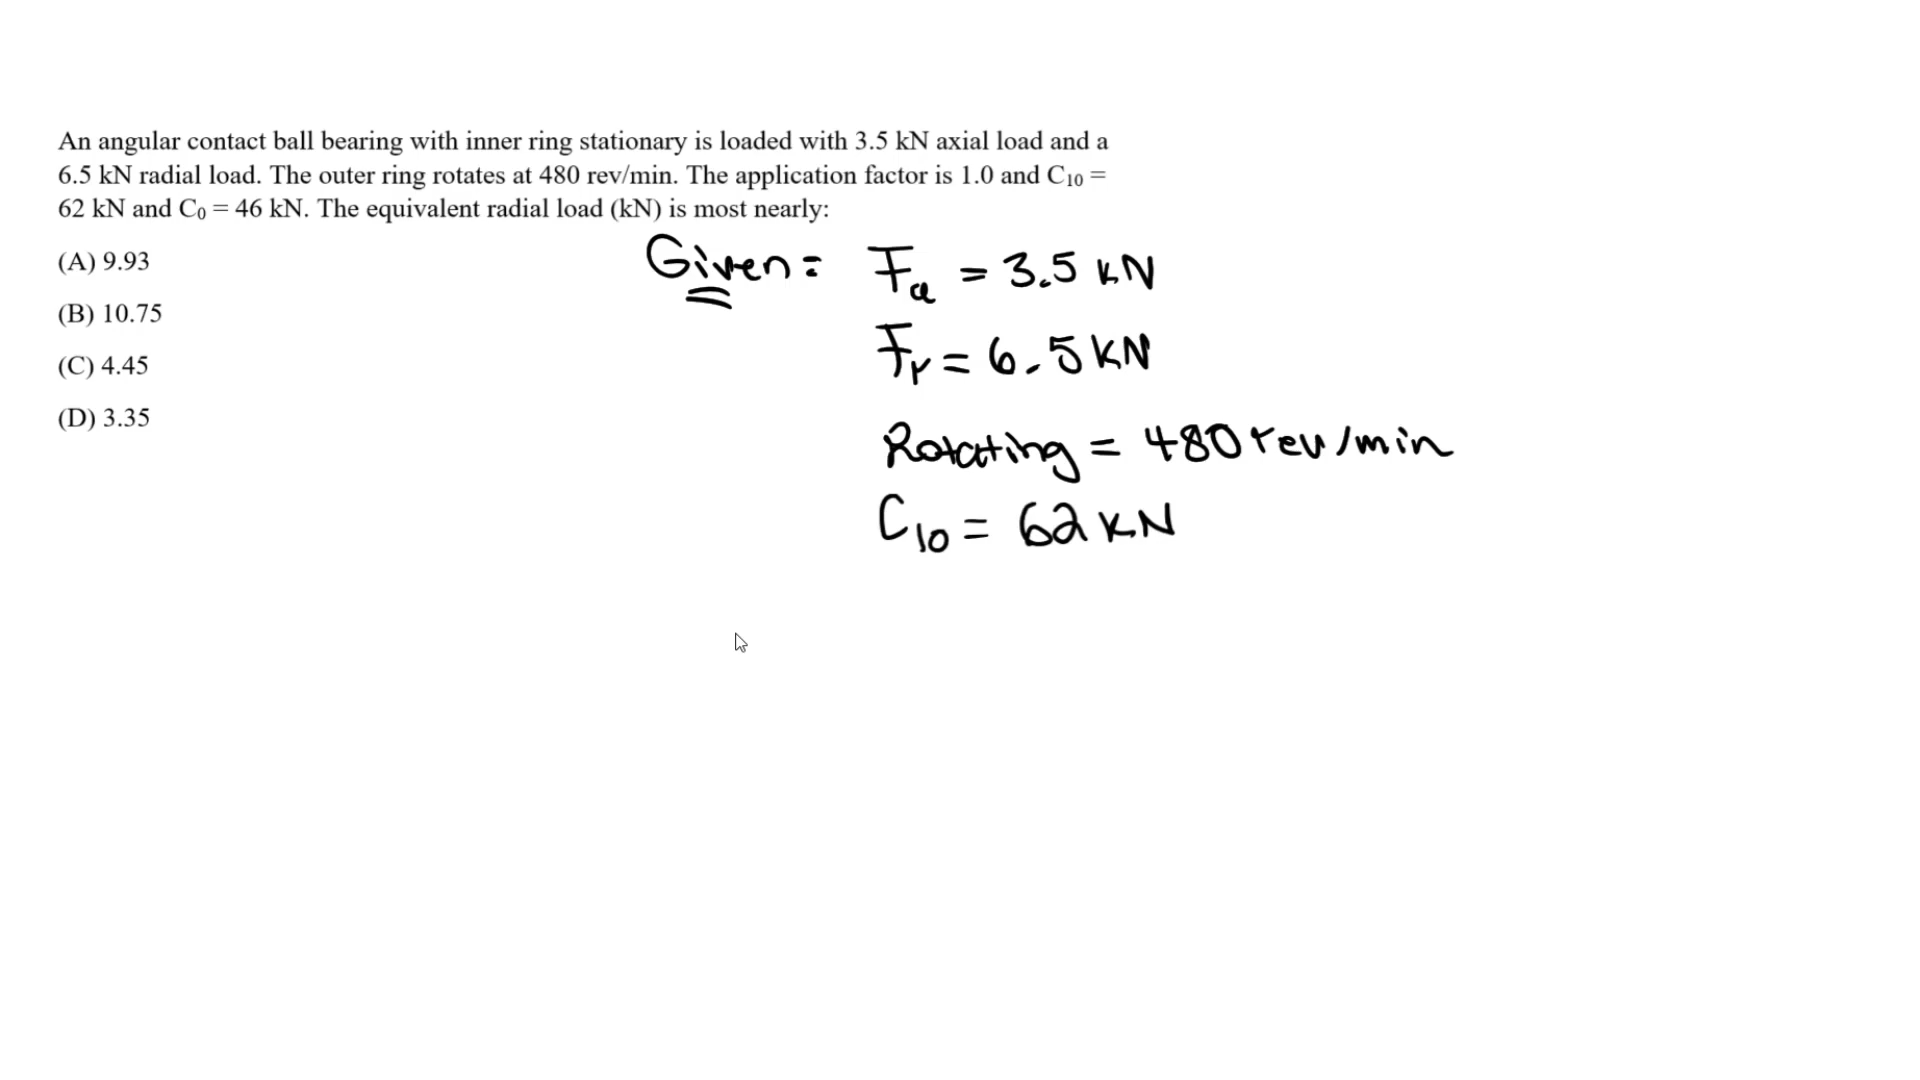 An angular contact ball bearing with inner ring stationary is loaded with 3.5 kN axial load and a
6.5 kN radial load. The outer ring rotates at 480 rev/min. The application factor is 1.0 and C₁₀ =
62 kN and C₀ = 46 kN. The equivalent radial load (kN) is most nearly:
(A) 9.93
(B) 10.75
(C) 4.45
(D) 3.35
Given: Fₐ = 3.5 kN
Fᵣ = 6.5 kN
Rotating = 480 rev/min
C₁₀ = 62 kN